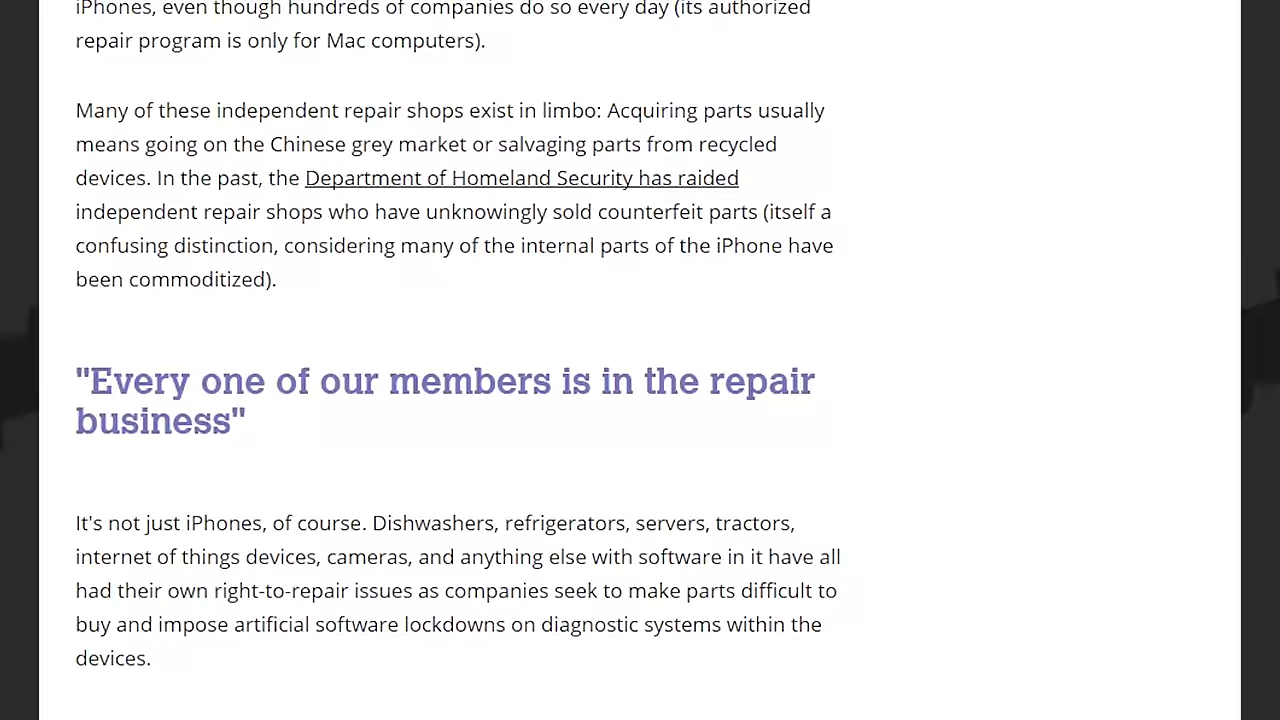 iPhones, even though hundreds of companies do so every day (its authorized
repair program is only for Mac computers).
Many of these independent repair shops exist in limbo: Acquiring parts usually
means going on the Chinese grey market or salvaging parts from recycled
devices. In the past, the Department of Homeland Security has raided
independent repair shops who have unknowingly sold counterfeit parts (itself a
confusing distinction, considering many of the internal parts of the iPhone have
been commoditized).
"Every one of our members is in the repair
business"
It's not just iPhones, of course. Dishwashers, refrigerators, servers, tractors,
internet of things devices, cameras, and anything else with software in it have all
had their own right-to-repair issues as companies seek to make parts difficult to
buy and impose artificial software lockdowns on diagnostic systems within the
devices.